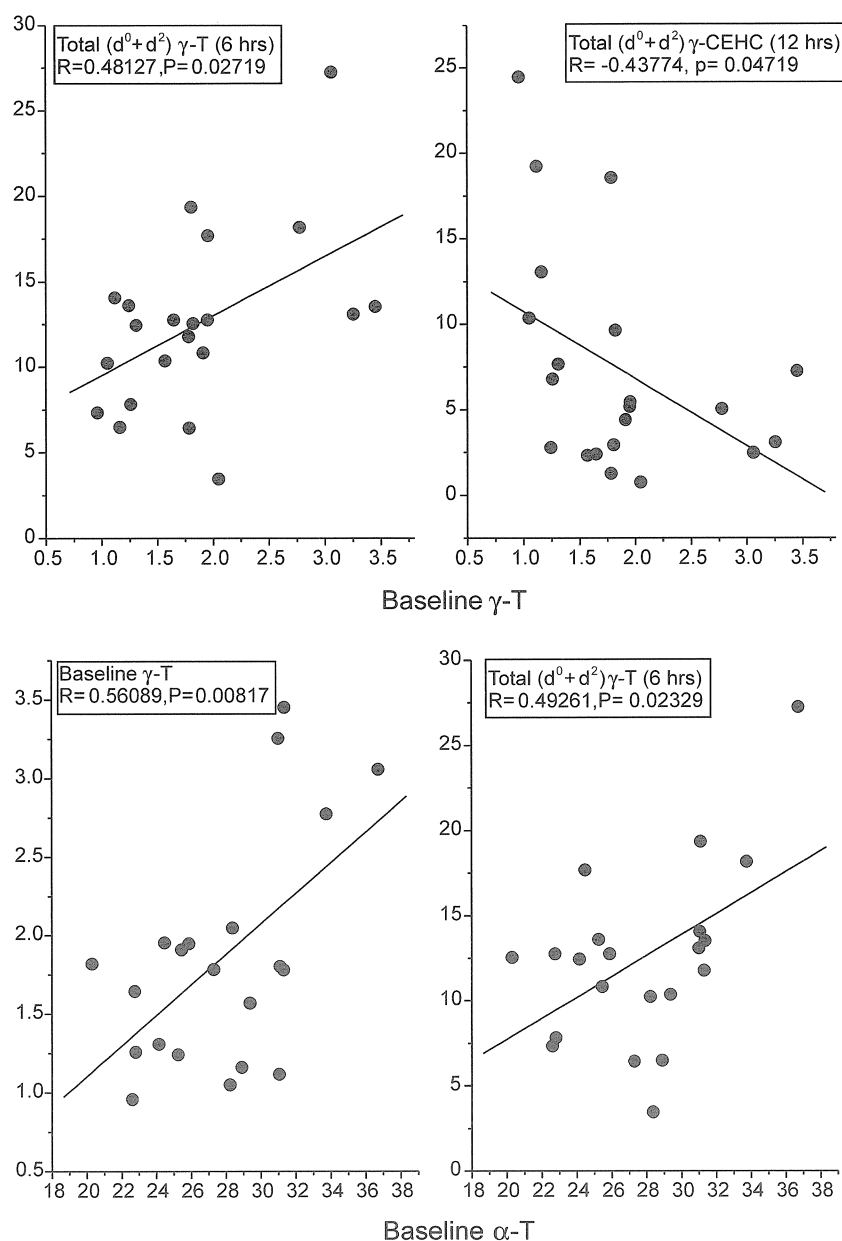 Total (d⁰+d²) γ-T (6 hrs)
R=0.48127,P=0.02719
30
25
20
15
10
5
0
0.5 1.0 1.5 2.0 2.5 3.0 3.5
Total (d⁰+d²) γ-CEHC (12 hrs)
R= -0.43774, p= 0.04719
25
20
15
10
5
0
0.5 1.0 1.5 2.0 2.5 3.0 3.5
Baseline γ-T
Baseline γ-T
R=0.56089,P=0.00817
3.5
3.0
2.5
2.0
1.5
1.0
0.5
18 20 22 24 26 28 30 32 34 36 38
Total (d⁰+d²)γ-T (6 hrs)
R=0.49261,P= 0.02329
30
25
20
15
10
5
0
18 20 22 24 26 28 30 32 34 36 38
Baseline α-T